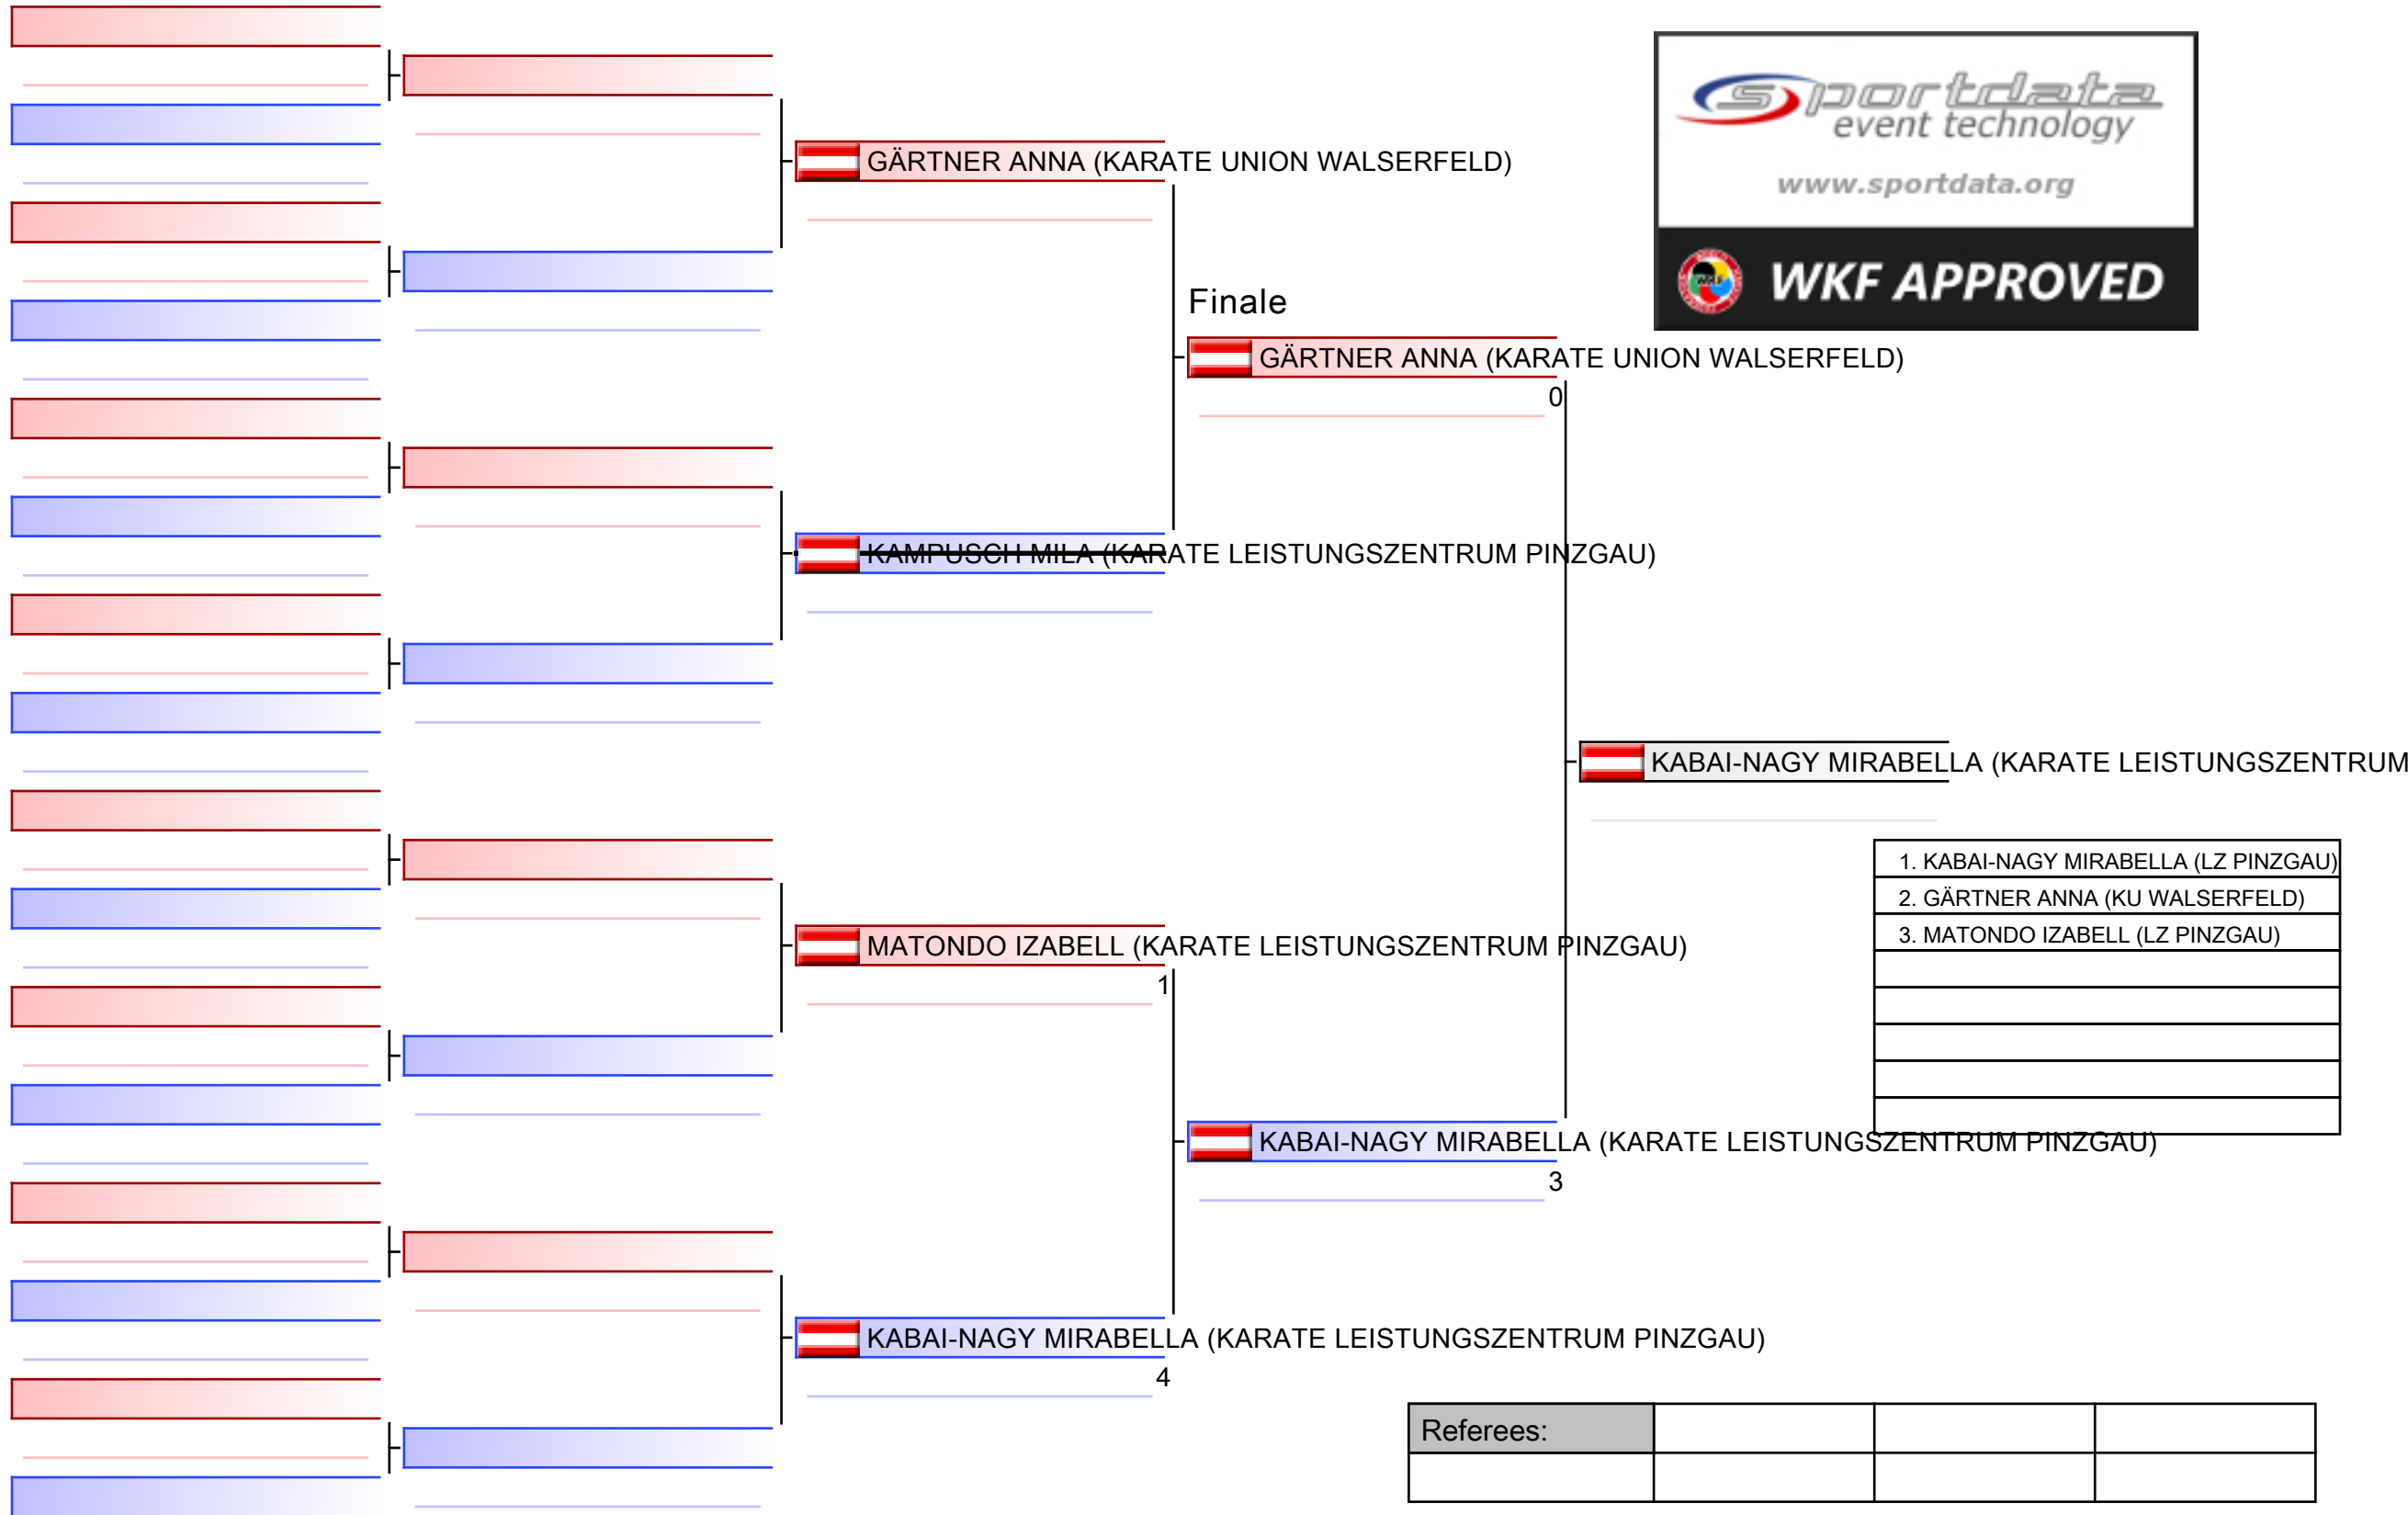 sportdata
event technology
www.sportdata.org
WKF APPROVED
GÄRTNER ANNA (KARATE UNION WALSERFELD)
Finale
GÄRTNER ANNA (KARATE UNION WALSERFELD)
0
KAMPUSCH MILA (KARATE LEISTUNGSZENTRUM PINZGAU)
KABAI-NAGY MIRABELLA (KARATE LEISTUNGSZENTRUM
1. KABAI-NAGY MIRABELLA (LZ PINZGAU)
2. GÄRTNER ANNA (KU WALSERFELD)
3. MATONDO IZABELL (LZ PINZGAU)
MATONDO IZABELL (KARATE LEISTUNGSZENTRUM PINZGAU)
1
KABAI-NAGY MIRABELLA (KARATE LEISTUNGSZENTRUM PINZGAU)
3
KABAI-NAGY MIRABELLA (KARATE LEISTUNGSZENTRUM PINZGAU)
4
Referees: